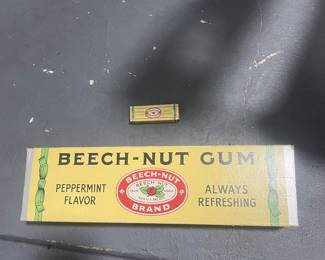 BEECH-NUT GUM
PEPPERMINT
FLAVOR
BEECH-NUT
BRAND
ALWAYS
REFRESHING